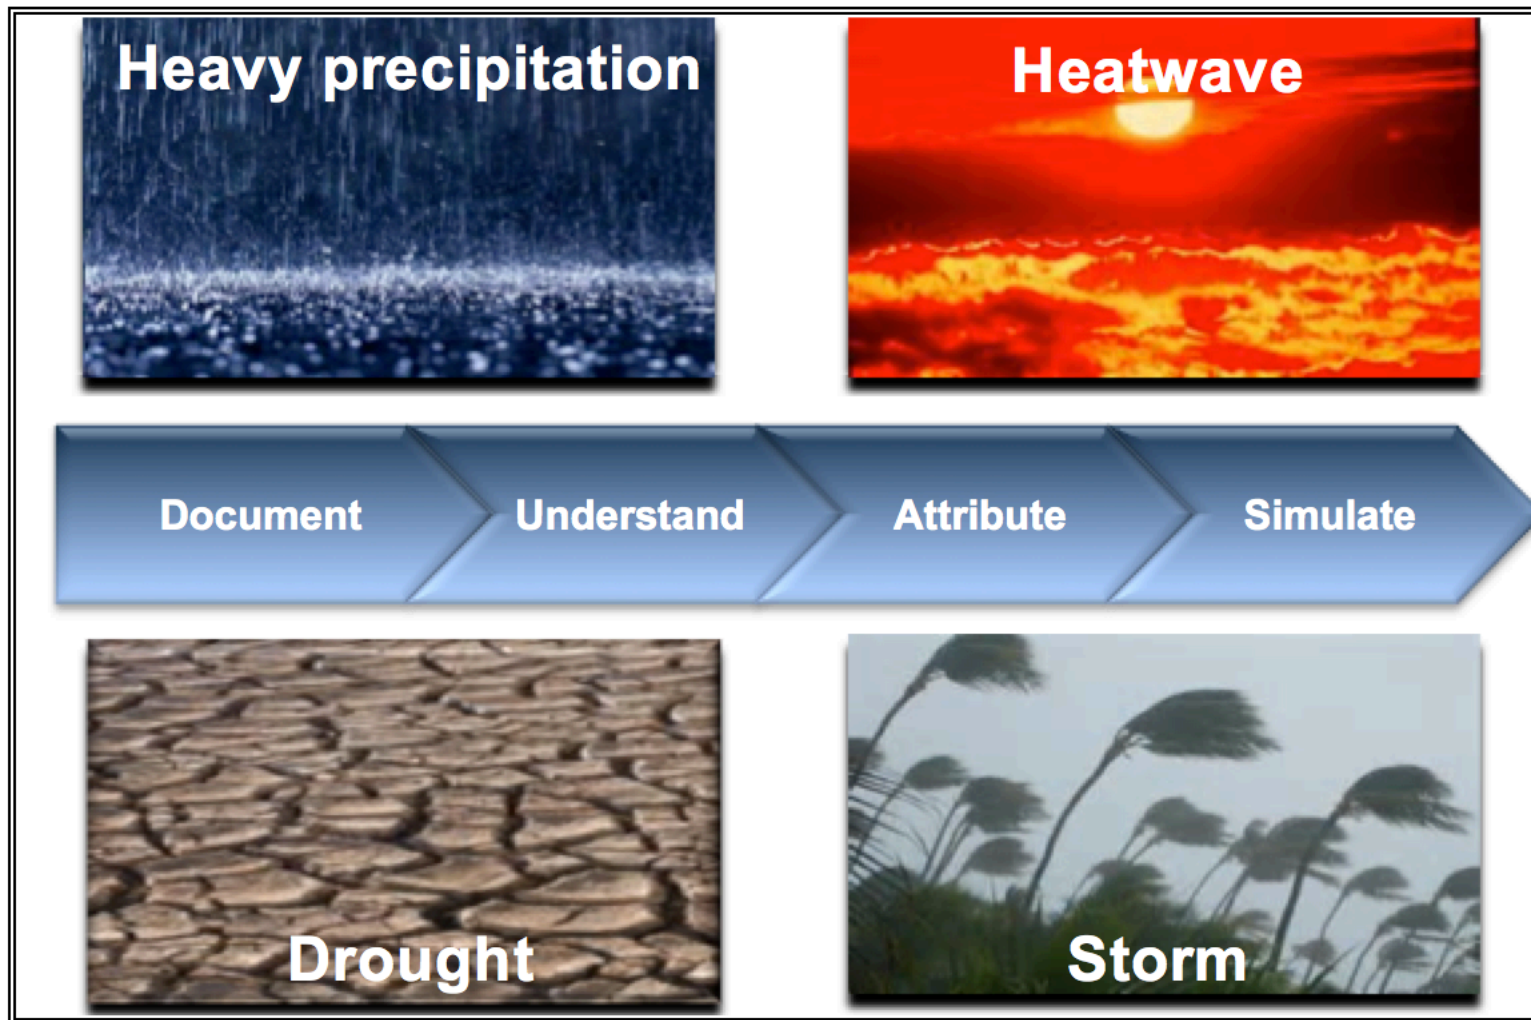 Heavy precipitation
Heatwave
Document
Understand
Attribute
Simulate
Drought
Storm